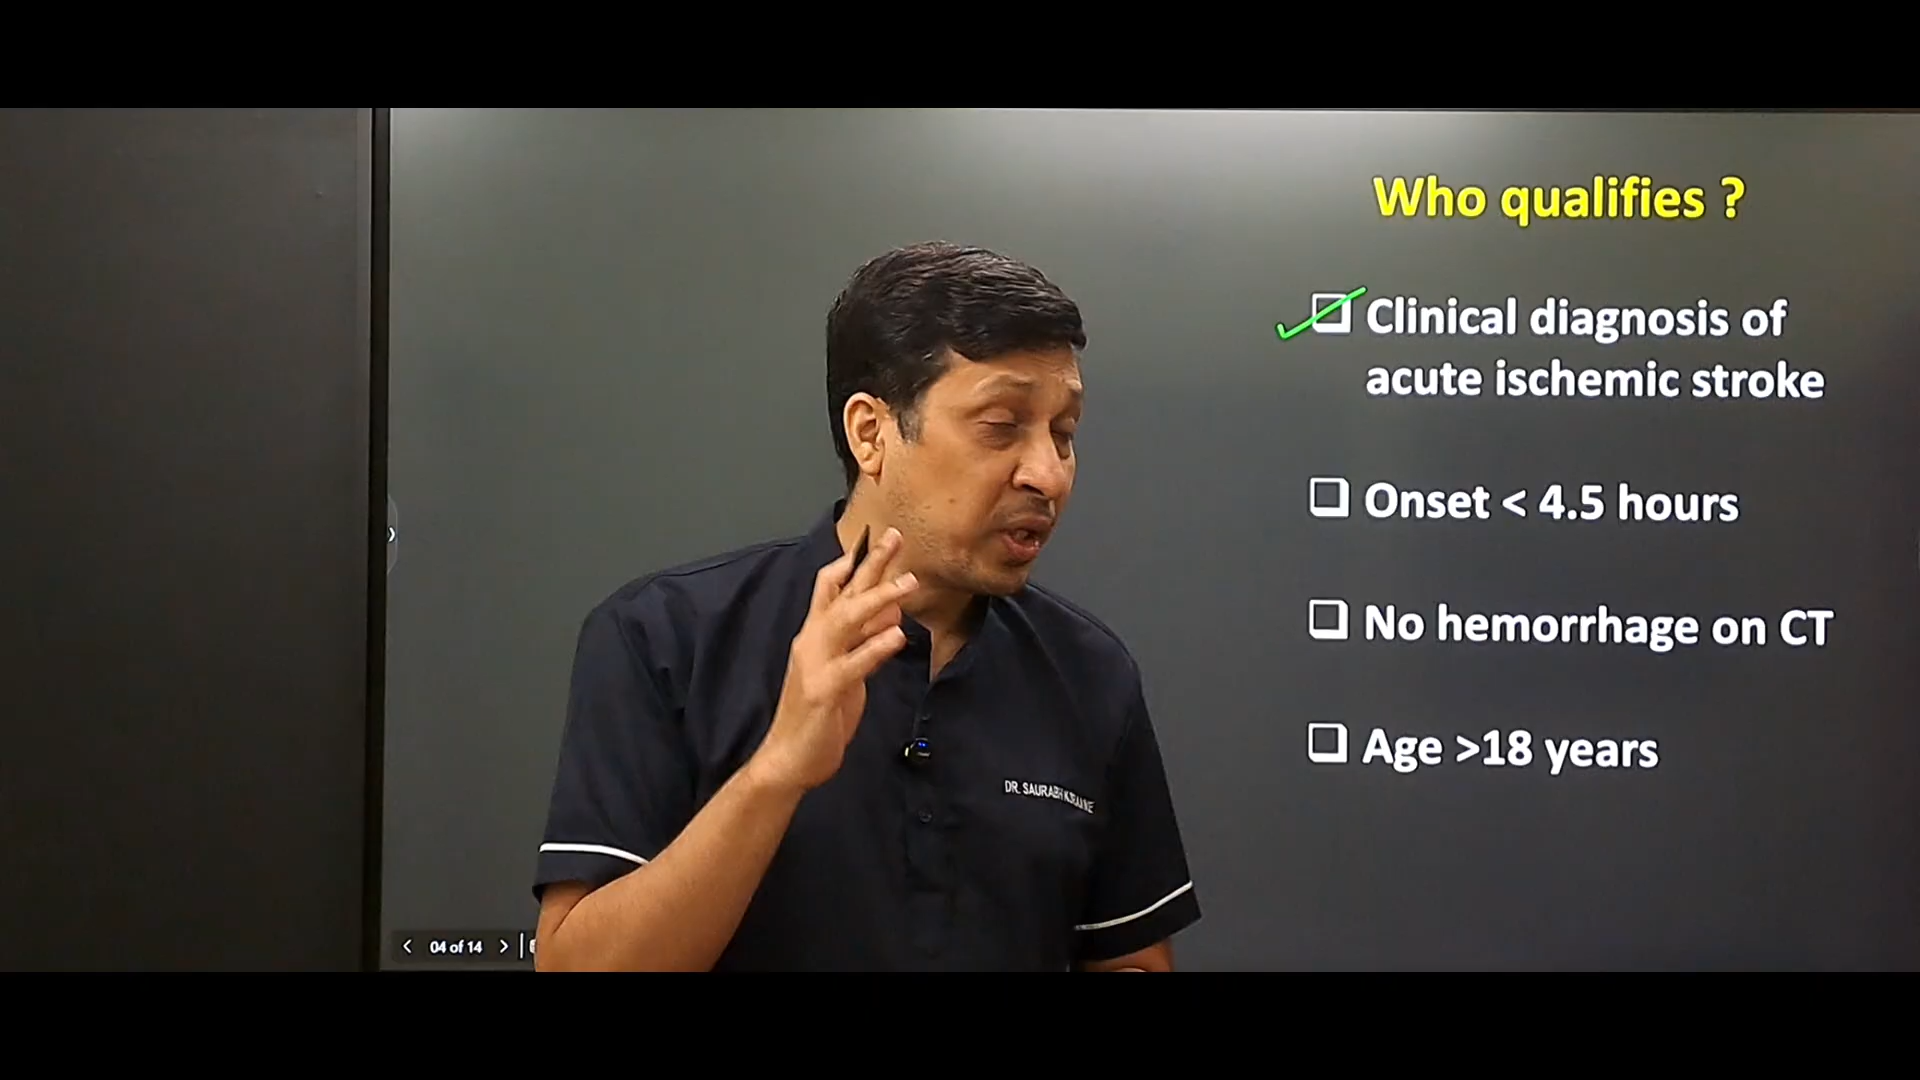 Who qualifies ?
Clinical diagnosis of
acute ischemic stroke
Onset < 4.5 hours
No hemorrhage on CT
Age >18 years
DR. SAURABH
04 of 14